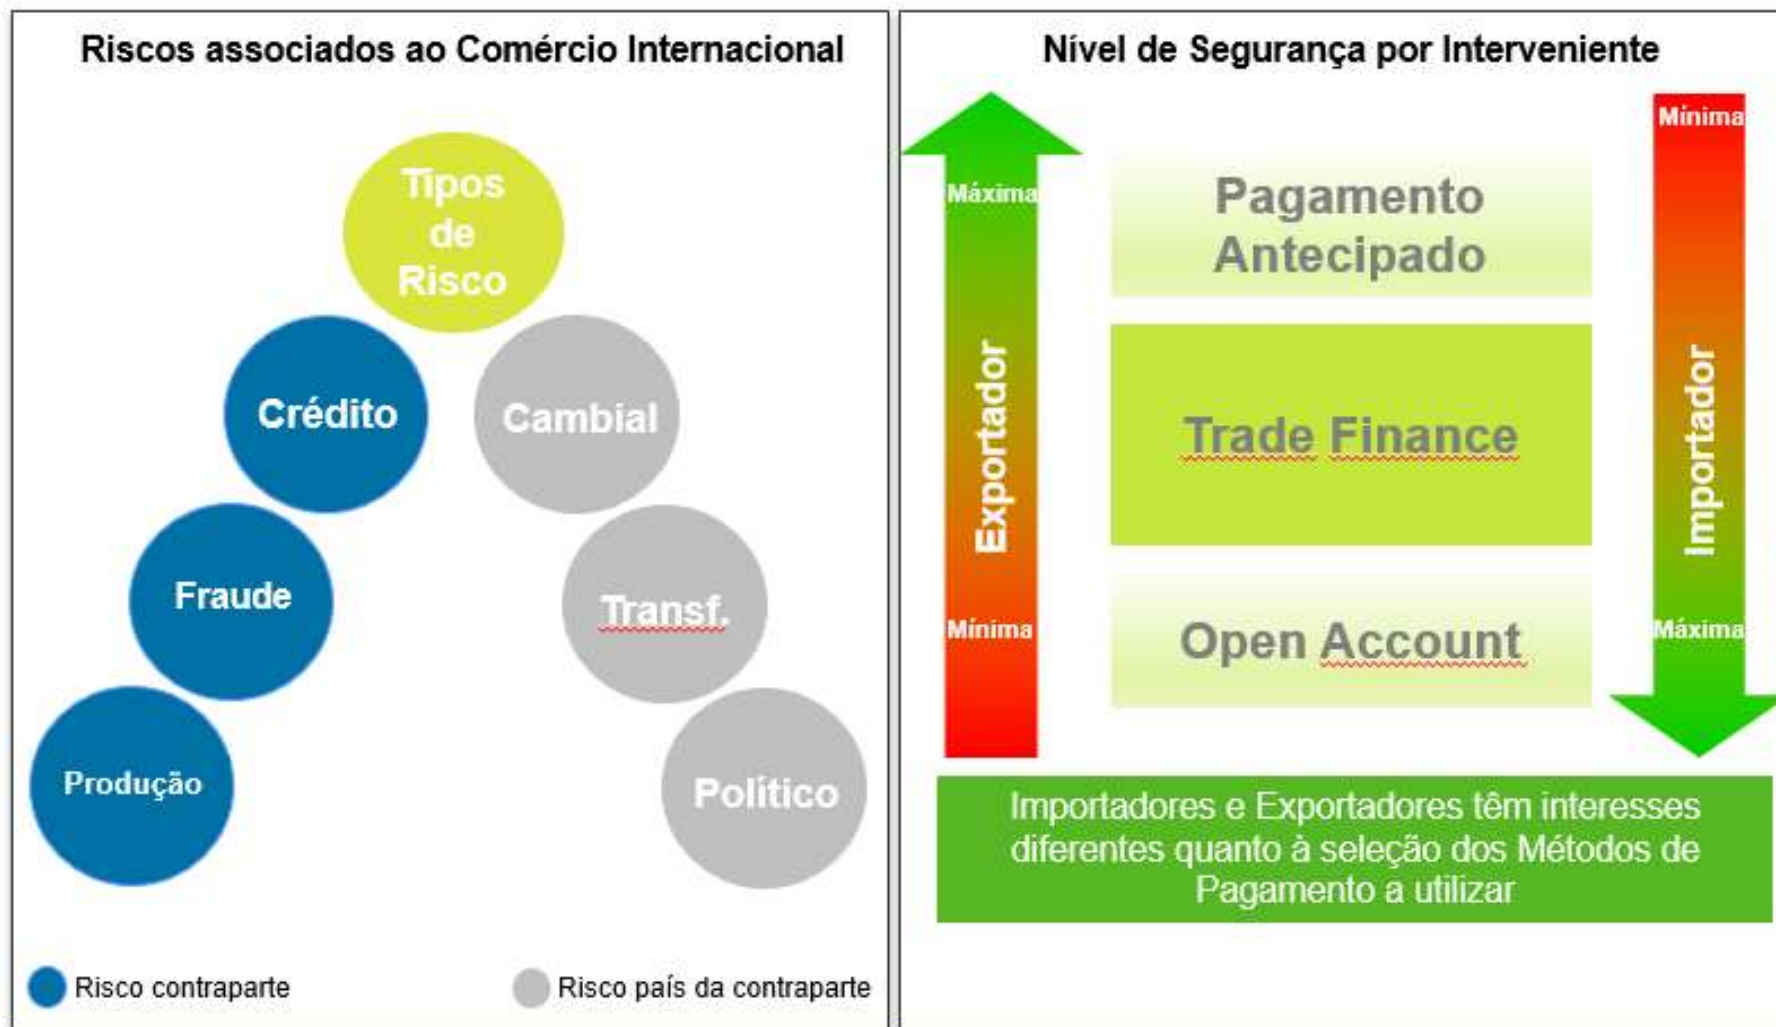 Riscos associados ao Comércio Internacional
Tipos
de
Risco
Crédito
Cambial
Fraude
Transf.
Produção
Político
Risco contraparte
Risco país da contraparte
Nível de Segurança por Interveniente
Máxima
Exportador
Mínima
Pagamento
Antecipado
Trade Finance
Open Account
Mínima
Importador
Máxima
Importadores e Exportadores têm interesses
diferentes quanto à seleção dos Métodos de
Pagamento a utilizar